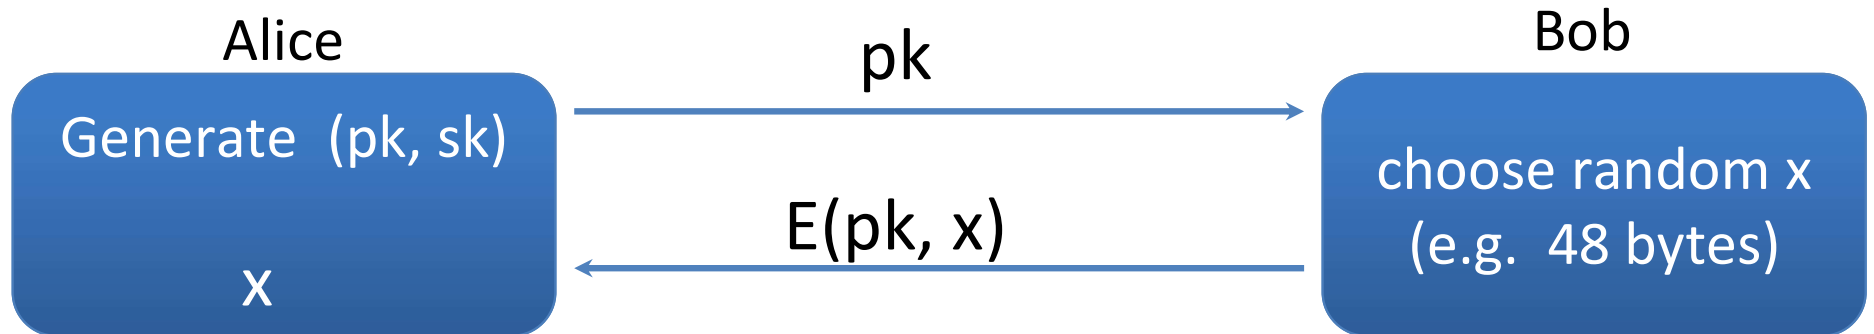 Alice
Bob
pk
Generate (pk, sk)
choose random x
E(pk, x)
(e.g. 48 bytes)
x